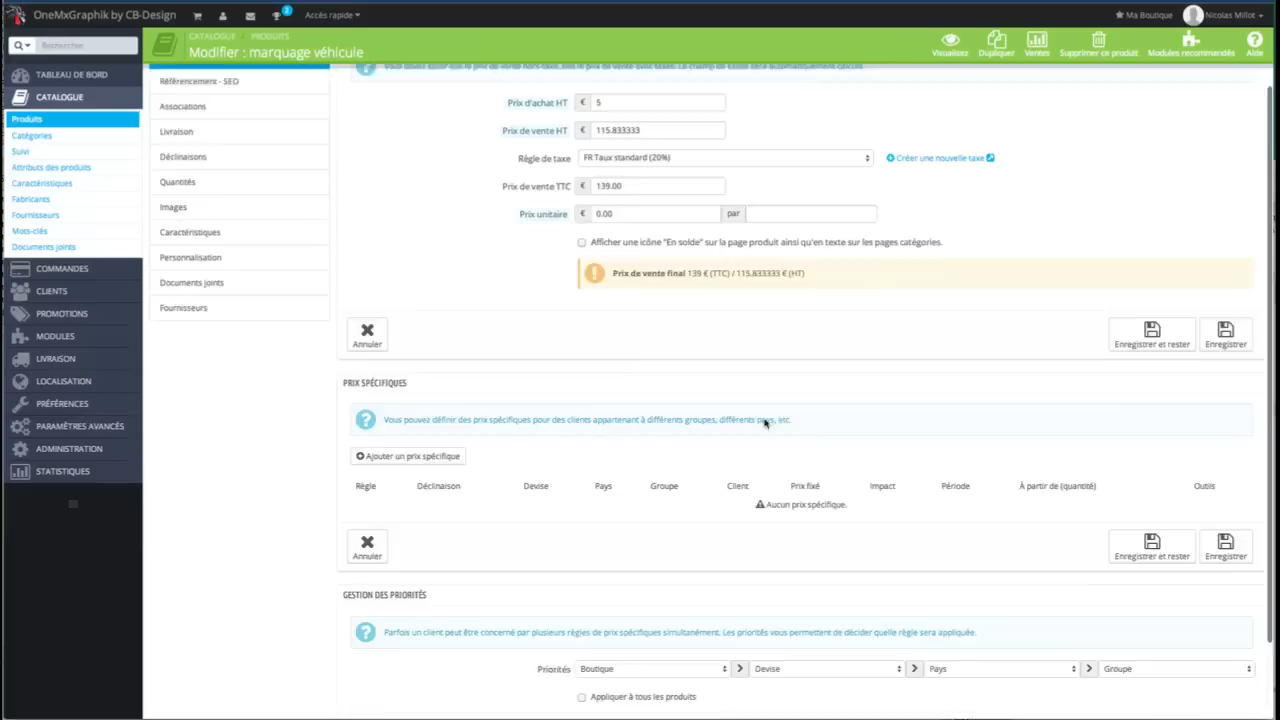 OneMxGraphik by CB-Design
2
Accès rapide
Ma Boutique
Nicolas Millot
Rechercher
CATALOGUE / PRODUITS
Modifier : marquage véhicule
Visualisez
Dupliquer
Ventes
Supprimer ce produit
Modules recommandés
Aide
TABLEAU DE BORD
CATALOGUE
Produits
Catégories
Suivi
Attributs des produits
Caractéristiques
Fabricants
Fournisseurs
Mots-clés
Documents joints
COMMANDES
CLIENTS
PROMOTIONS
MODULES
LIVRAISON
LOCALISATION
PRÉFÉRENCES
PARAMÈTRES AVANCÉS
ADMINISTRATION
STATISTIQUES
Référencement - SEO
Associations
Livraison
Déclinaisons
Quantités
Images
Caractéristiques
Personnalisation
Documents joints
Fournisseurs
Prix d'achat HT € 5
Prix de vente HT € 115.833333
Règle de taxe FR Taux standard (20%) Créer une nouvelle taxe
Prix de vente TTC € 139.00
Prix unitaire € 0.00 par
Afficher une icône "En solde" sur la page produit ainsi qu'en texte sur les pages catégories.
Prix de vente final 139 € (TTC) / 115.833333 € (HT)
Annuler
Enregistrer et rester
Enregistrer
PRIX SPÉCIFIQUES
? Vous pouvez définir des prix spécifiques pour des clients appartenant à différents groupes, différents pays, etc.
Ajouter un prix spécifique
Règle Déclinaison Devise Pays Groupe Client Prix fixé Impact Période À partir de (quantité) Outils
Aucun prix spécifique.
Annuler
Enregistrer et rester
Enregistrer
GESTION DES PRIORITÉS
? Parfois un client peut être concerné par plusieurs règles de prix spécifiques simultanément. Les priorités vous permettent de décider quelle règle sera appliquée.
Priorités Boutique > Devise > Pays > Groupe
Appliquer à tous les produits